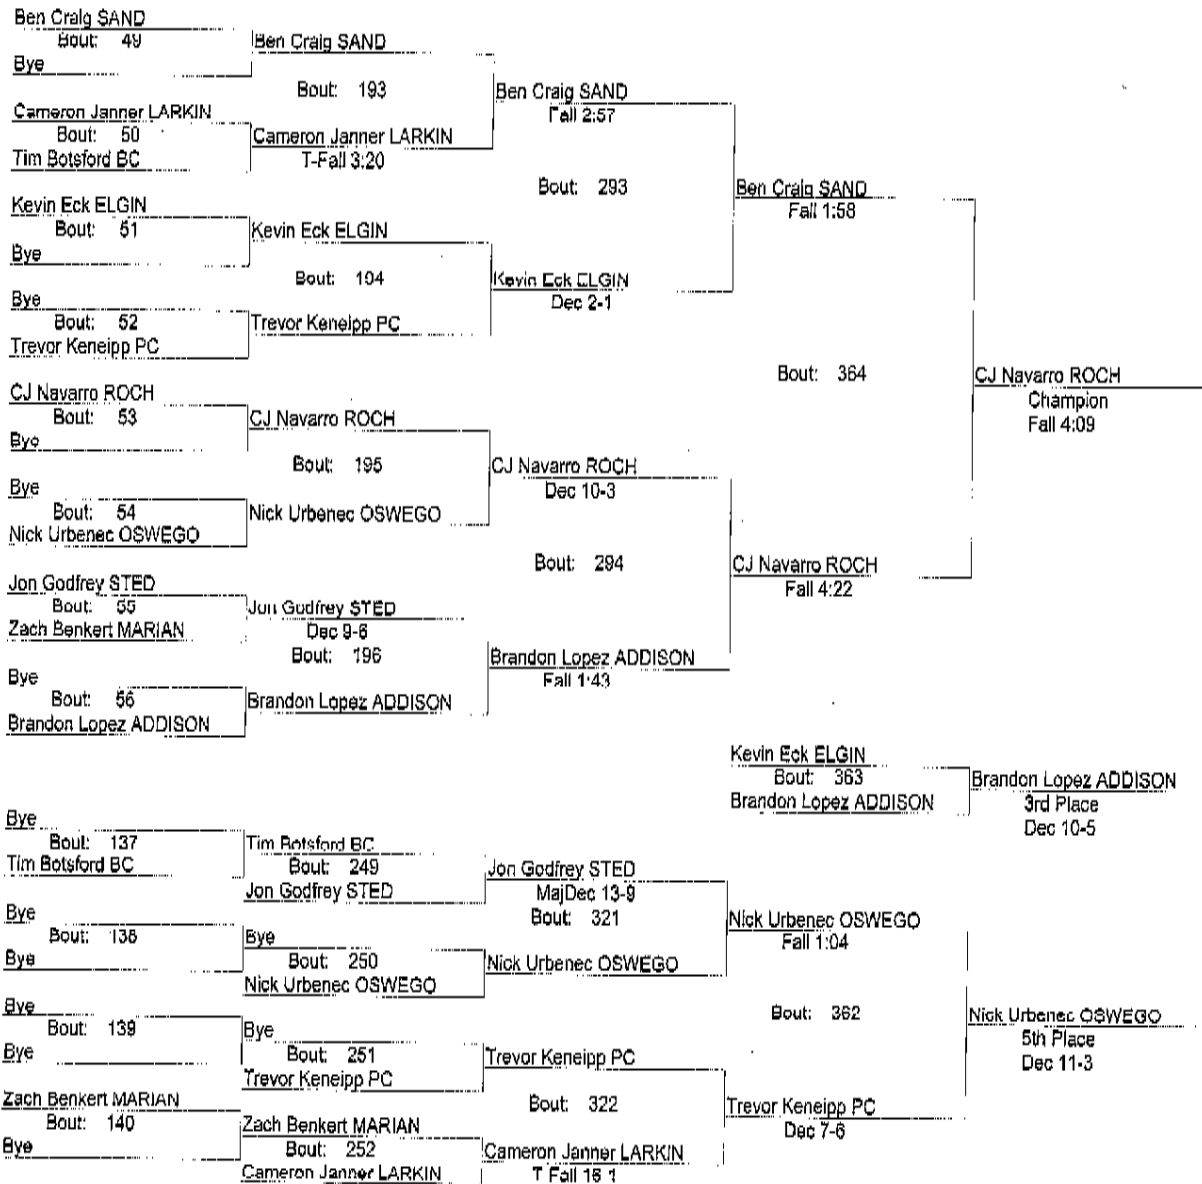 Ben Craig SAND
Bout: 49
Ben Craig SAND
Bye
Bout: 193
Ben Craig SAND
Fall 2:57
Cameron Janner LARKIN
Bout: 50
Cameron Janner LARKIN
Tim Botsford BC
T-Fall 3:20
Bout: 293
Ben Craig SAND
Fall 1:58
Kevin Eck ELGIN
Bout: 51
Kevin Eck ELGIN
Bye
Bout: 194
Kevin Eck ELGIN
Dec 2-1
Bye
Bout: 52
Trevor Keneipp PC
Trevor Keneipp PC
Bout: 364
CJ Navarro ROCH
Champion
Fall 4:09
CJ Navarro ROCH
Bout: 53
CJ Navarro ROCH
Bye
Bout: 195
CJ Navarro ROCH
Dec 10-3
Bye
Bout: 54
Nick Urbenec OSWEGO
Nick Urbenec OSWEGO
Bout: 294
CJ Navarro ROCH
Fall 4:22
Jon Godfrey STED
Bout: 55
Jon Godfrey STED
Zach Benkert MARIAN
Dec 9-6
Bout: 196
Brandon Lopez ADDISON
Fall 1:43
Bye
Bout: 56
Brandon Lopez ADDISON
Brandon Lopez ADDISON
Kevin Eck ELGIN
Bout: 363
Brandon Lopez ADDISON
Brandon Lopez ADDISON
3rd Place
Dec 10-5
Bye
Bout: 137
Tim Botsford BC
Tim Botsford BC
Bout: 249
Jon Godfrey STED
Jon Godfrey STED
MajDec 13-9
Bout: 321
Nick Urbenec OSWEGO
Fall 1:04
Bye
Bout: 138
Bye
Bye
Bout: 250
Nick Urbenec OSWEGO
Nick Urbenec OSWEGO
Bout: 362
Nick Urbenec OSWEGO
5th Place
Dec 11-3
Bye
Bout: 139
Bye
Bye
Bout: 251
Trevor Keneipp PC
Trevor Keneipp PC
Bout: 322
Trevor Keneipp PC
Dec 7-6
Zach Benkert MARIAN
Bout: 140
Zach Benkert MARIAN
Bye
Bout: 252
Cameron Janner LARKIN
Cameron Janner LARKIN
T Fall 16 1